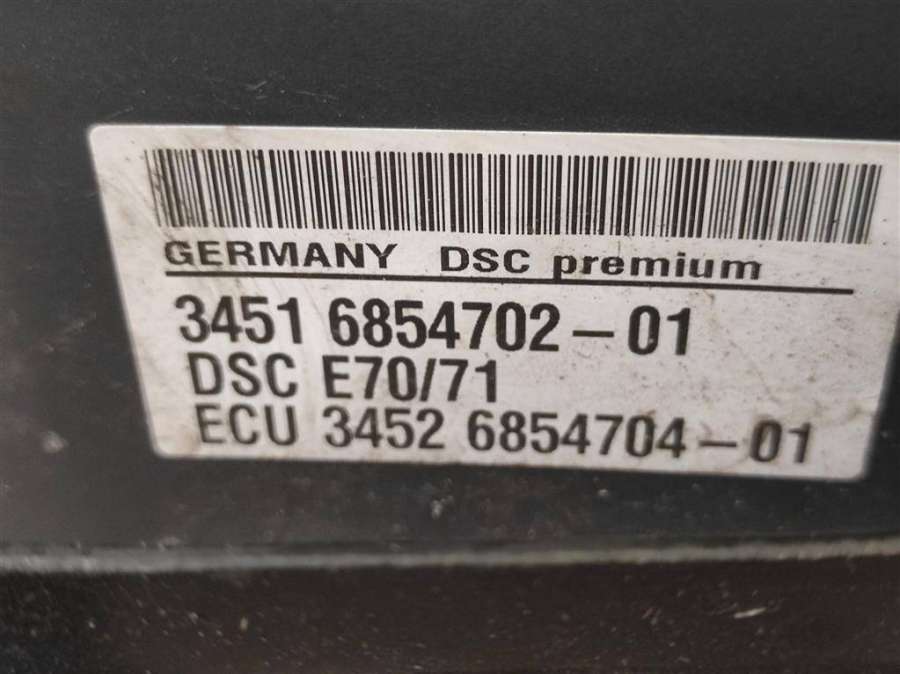 GERMANY DSC premium
3451 6854702-01
DSC E70/71
ECU 3452 6854704-01